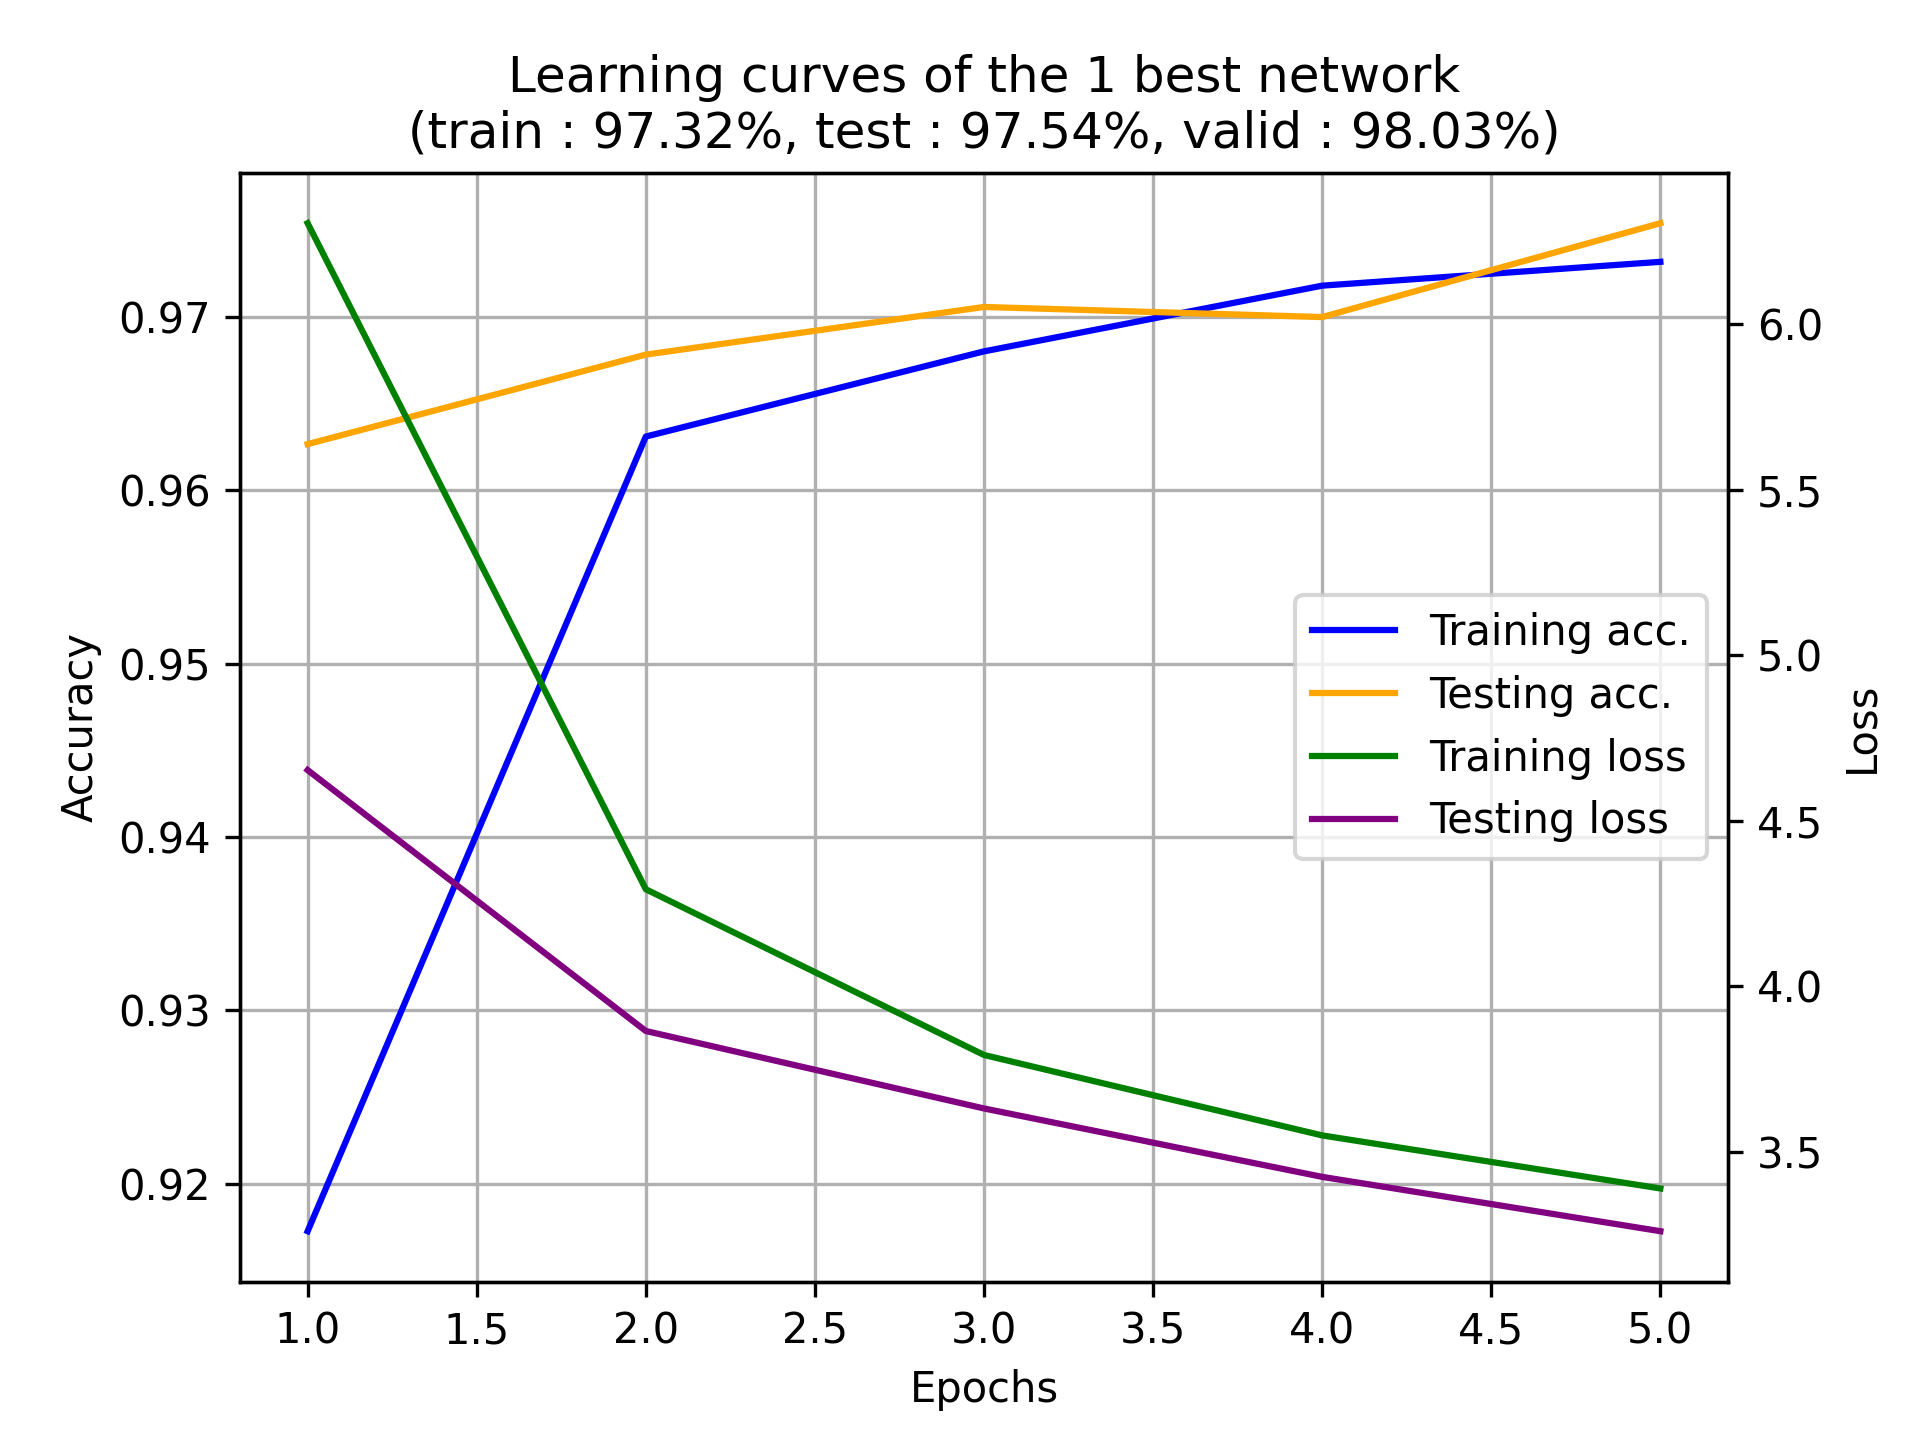 Learning curves of the 1 best network
(train : 97.32%, test : 97.54%, valid : 98.03%)
Accuracy
0.97
0.96
0.95
0.94
0.93
0.92
6.0
5.5
5.0
4.5
4.0
3.5
Loss
Training acc.
Testing acc.
Training loss
Testing loss
1.0 1.5 2.0 2.5 3.0 3.5 4.0 4.5 5.0
Epochs